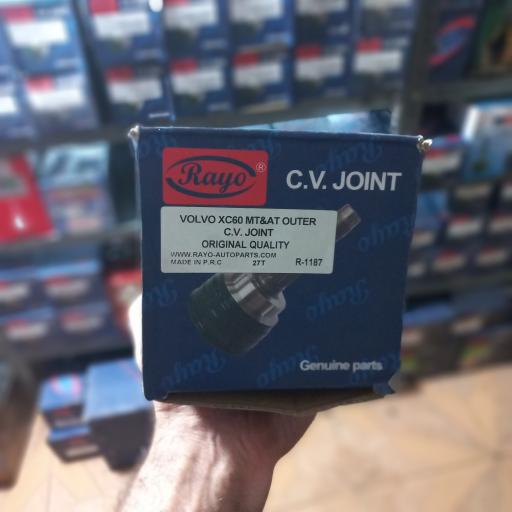 Rayo®
C.V. JOINT
VOLVO XC60 MT&AT OUTER
C.V. JOINT
ORIGINAL QUALITY
WWW.RAYO-AUTOPARTS.COM
MADE IN P.R.C 27T R-1187
Genuine parts